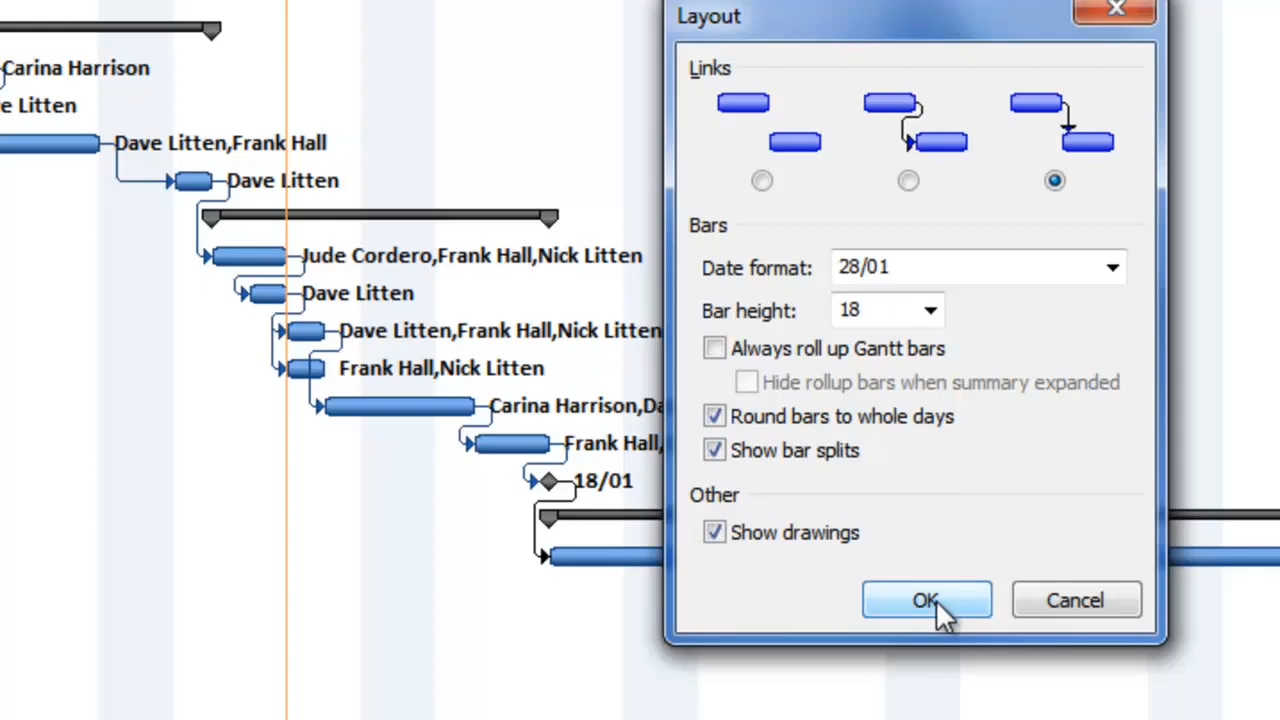 Carina Harrison
e Litten
Dave Litten,Frank Hall
Dave Litten
Jude Cordero,Frank Hall,Nick Litten
Dave Litten
Dave Litten,Frank Hall,Nick Litten
Frank Hall,Nick Litten
Carina Harrison,Da
Frank Hall,
18/01
Layout
Links
Bars
Date format: 28/01
Bar height: 18
Always roll up Gantt bars
Hide rollup bars when summary expanded
Round bars to whole days
Show bar splits
Other
Show drawings
OK Cancel